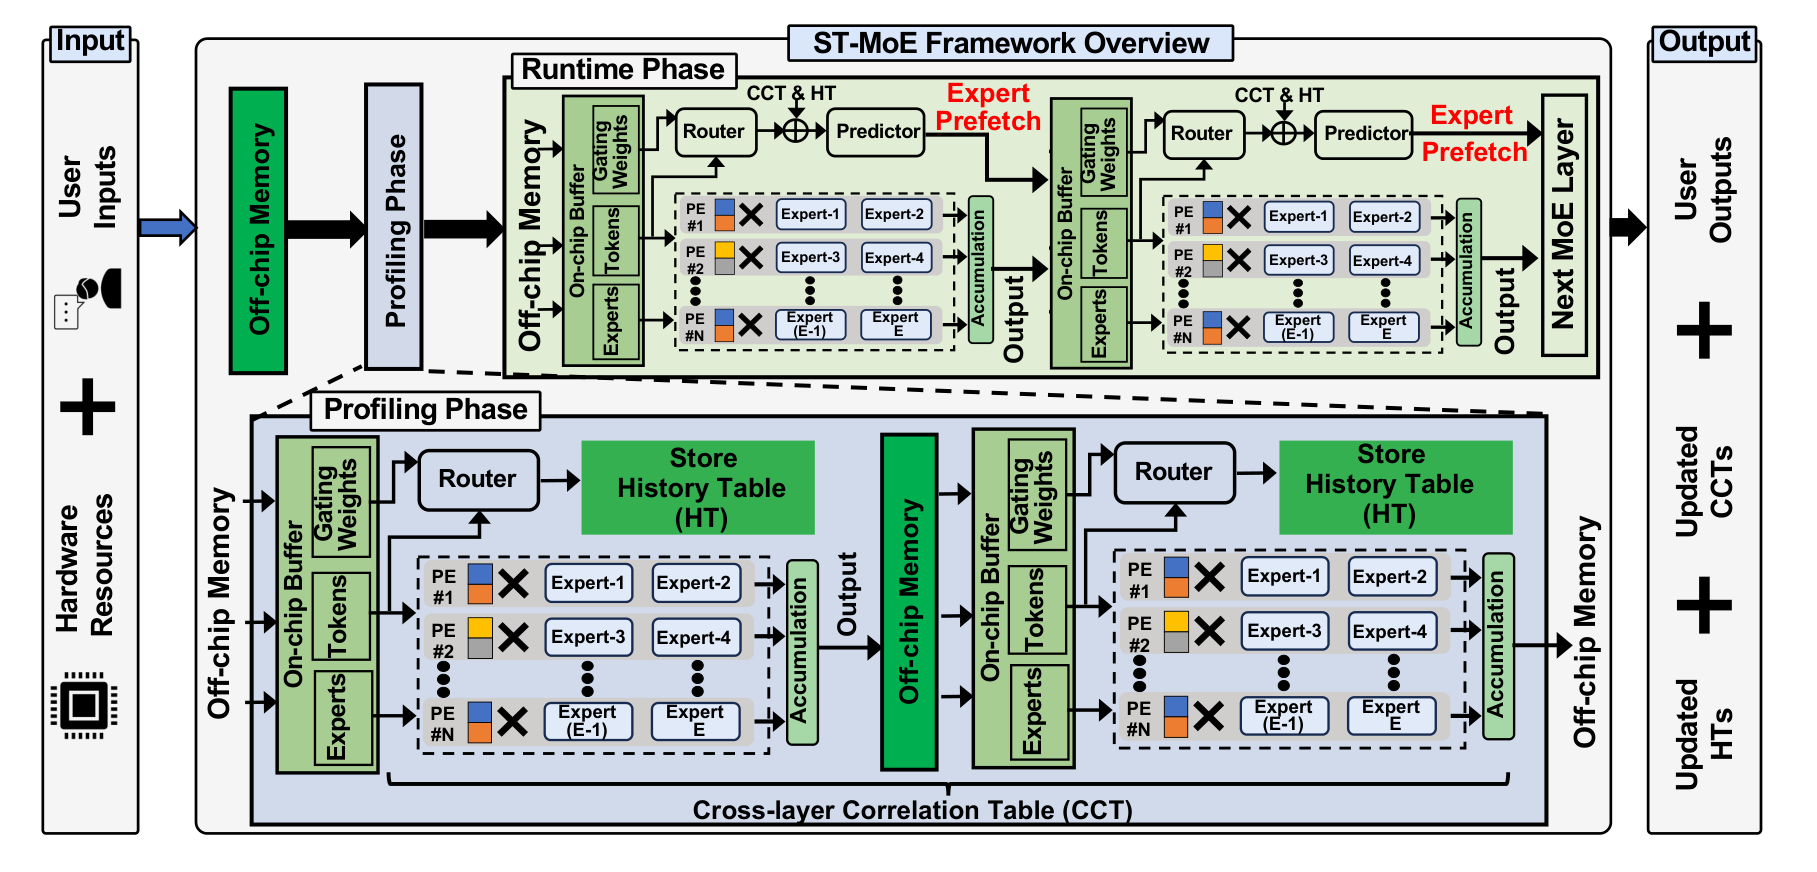 Input
User
Inputs
Hardware
Resources
ST-MoE Framework Overview
Off-chip Memory
Profiling Phase
Runtime Phase
Off-chip Memory
On-chip Buffer
Gating
Weights
Tokens
Experts
CCT & HT
Router
Predictor
Expert
Prefetch
PE
#1
Expert-1
Expert-2
PE
#2
Expert-3
Expert-4
PE
#N
Expert
(E-1)
Expert
E
Accumulation
Output
On-chip Buffer
Gating
Weights
Tokens
Experts
CCT & HT
Router
Predictor
Expert
Prefetch
PE
#1
Expert-1
Expert-2
PE
#2
Expert-3
Expert-4
PE
#N
Expert
(E-1)
Expert
E
Accumulation
Output
Next MoE Layer
Profiling Phase
Off-chip Memory
On-chip Buffer
Gating
Weights
Tokens
Experts
Router
Store
History Table
(HT)
PE
#1
Expert-1
Expert-2
PE
#2
Expert-3
Expert-4
PE
#N
Expert
(E-1)
Expert
E
Accumulation
Output
Off-chip Memory
On-chip Buffer
Gating
Weights
Tokens
Experts
Router
Store
History Table
(HT)
PE
#1
Expert-1
Expert-2
PE
#2
Expert-3
Expert-4
PE
#N
Expert
(E-1)
Expert
E
Accumulation
Off-chip Memory
Cross-layer Correlation Table (CCT)
Output
User
Outputs
Updated
CCTs
Updated
HTs